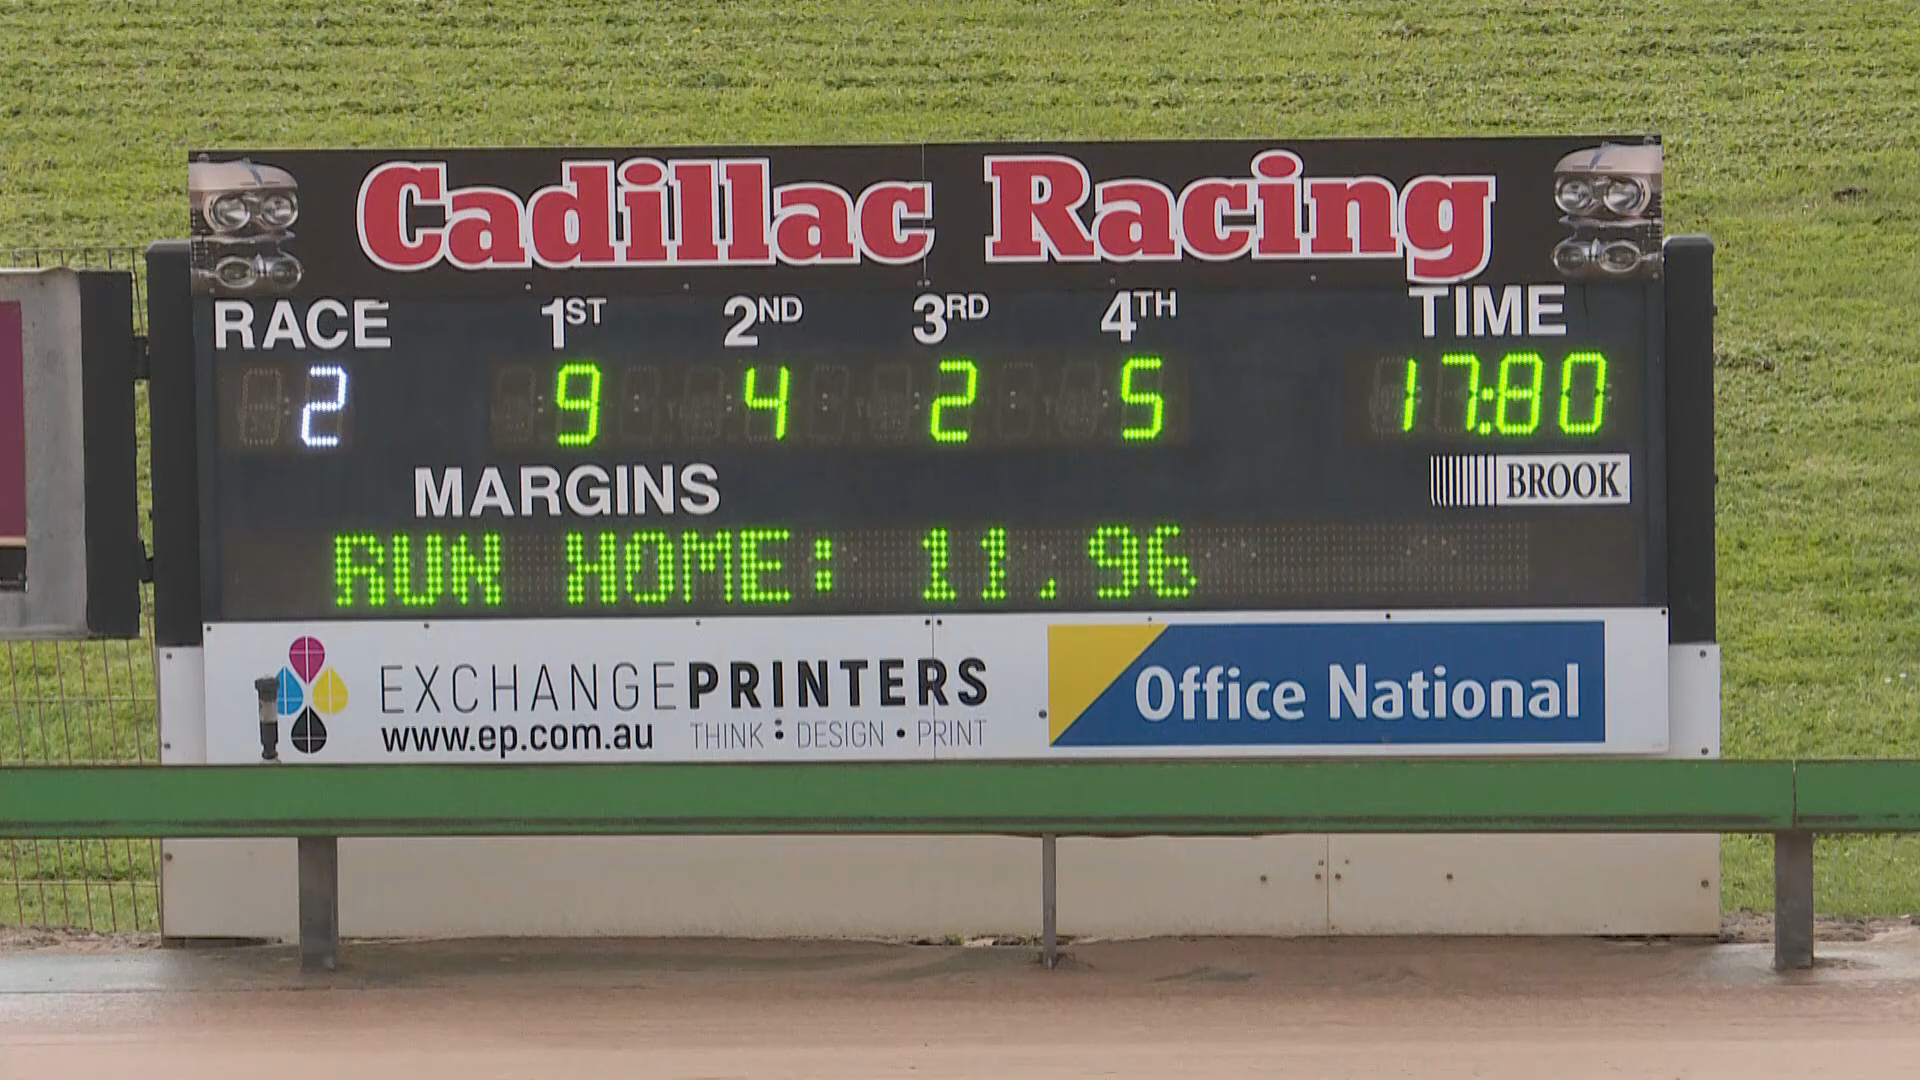 Cadillac Racing
RACE 1ST 2ND 3RD 4TH TIME
2 9 4 2 5 17:80
MARGINS
BROOK
RUN HOME: 11.96
EXCHANGEPRINTERS
www.ep.com.au THINK : DESIGN • PRINT
Office National